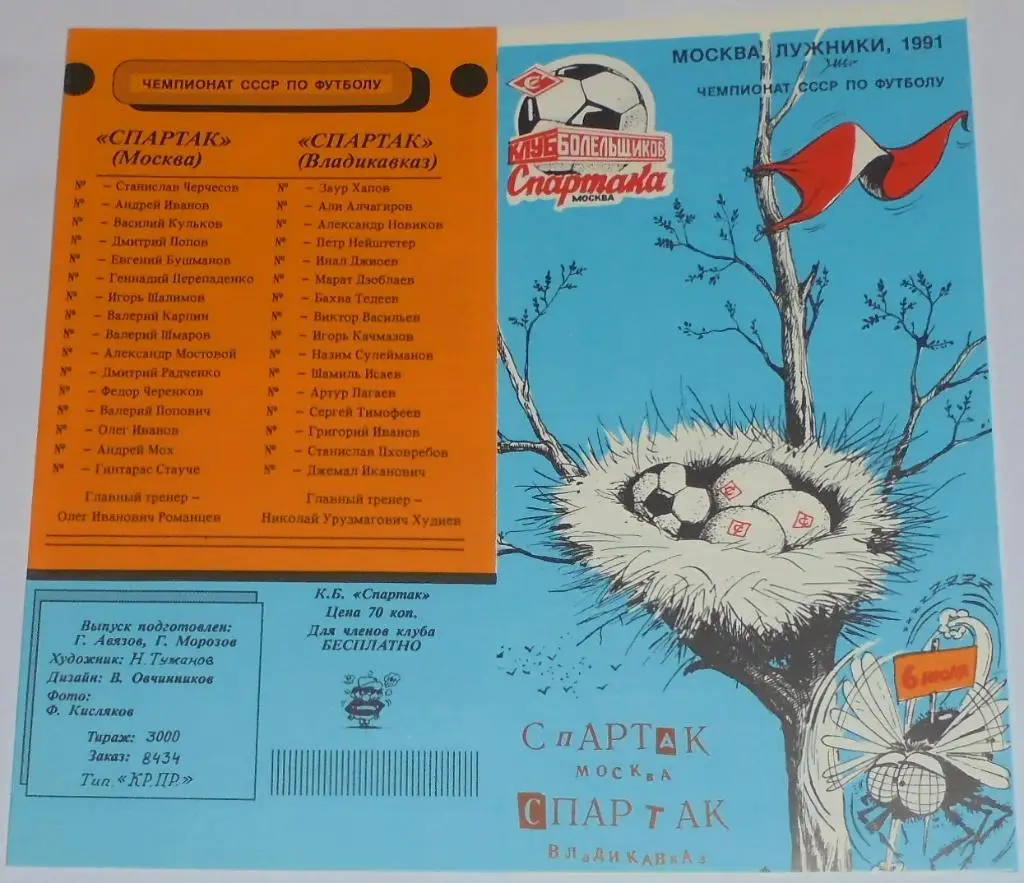 ЧЕМПИОНАТ СССР ПО ФУТБОЛУ
«СПАРТАК»
(Москва)
№ – Станислав Черчесов
№ – Андрей Иванов
№ – Василий Кульков
№ – Дмитрий Попов
№ – Евгений Бушманов
№ – Геннадий Перепаденко
№ – Игорь Шалимов
№ – Валерий Карпин
№ – Валерий Шмаров
№ – Александр Мостовой
№ – Дмитрий Радченко
№ – Федор Черенков
№ – Валерий Попович
№ – Олег Иванов
№ – Андрей Мох
№ – Гинтарас Стауче
Главный тренер –
Олег Иванович Романцев
«СПАРТАК»
(Владикавказ)
№ – Заур Хапов
№ – Али Алчагиров
№ – Александр Новиков
№ – Петр Нейштетер
№ – Инал Джиоев
№ – Марат Дзоблаев
№ – Бахва Тедеев
№ – Виктор Васильев
№ – Игорь Качмазов
№ – Назим Сулейманов
№ – Шамиль Исаев
№ – Артур Пагаев
№ – Сергей Тимофеев
№ – Григорий Иванов
№ – Станислав Цховребов
№ – Джемал Иканович
Главный тренер –
Николай Урузмагович Худиев
Выпуск подготовлен:
Г. Авязов, Г. Морозов
Художник: Н. Туманов
Дизайн: В. Овчинников
Фото:
Ф. Кисляков
Тираж: 3000
Заказ: 8434
Тип. «КР.ПР.»
К.Б. «Спартак»
Цена 70 коп.
Для членов клуба
БЕСПЛАТНО
МОСКВА, ЛУЖНИКИ, 1991
ЧЕМПИОНАТ СССР ПО ФУТБОЛУ
КЛУБ БОЛЕЛЬЩИКОВ
Спартака
МОСКВА
zzzzzzz
6 июля
СПАРТАК
МОСКВА
СПАРТАК
ВЛАДИКАВКАЗ